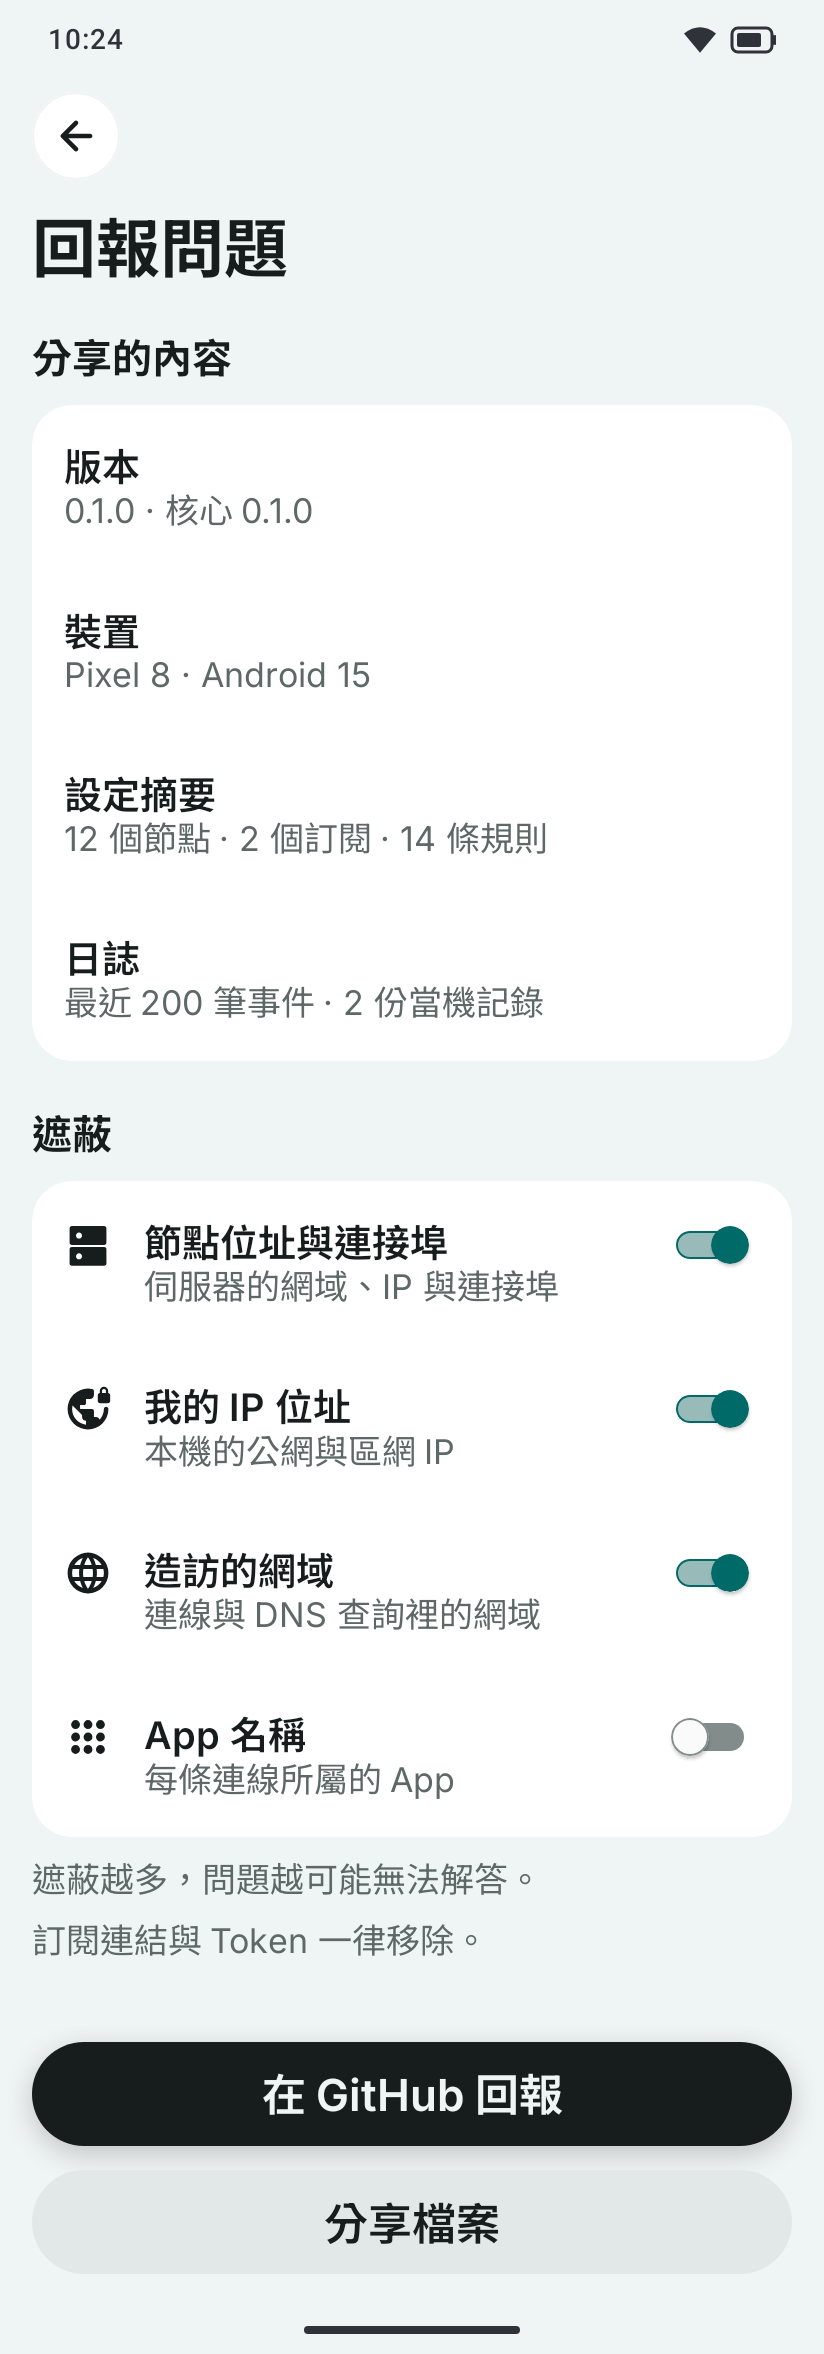 10:24
回報問題
分享的內容
版本
0.1.0 · 核心 0.1.0
裝置
Pixel 8 · Android 15
設定摘要
12 個節點 · 2 個訂閱 · 14 條規則
日誌
最近 200 筆事件 · 2 份當機記錄
遮蔽
節點位址與連接埠
伺服器的網域、IP 與連接埠
我的 IP 位址
本機的公網與區網 IP
造訪的網域
連線與 DNS 查詢裡的網域
App 名稱
每條連線所屬的 App
遮蔽越多，問題越可能無法解答。
訂閱連結與 Token 一律移除。
在 GitHub 回報
分享檔案